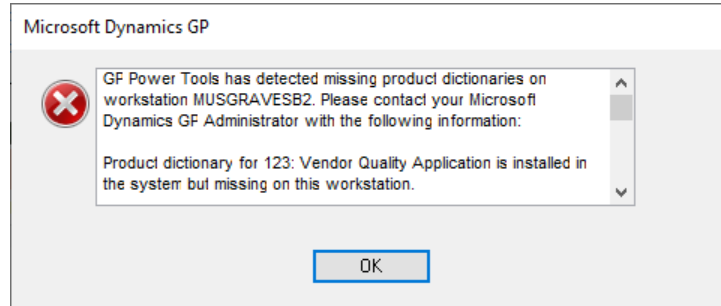 Microsoft Dynamics GP
GP Power Tools has detected missing product dictionaries on
workstation MUSGRAVESB2. Please contact your Microsoft
Dynamics GP Administrator with the following information:
Product dictionary for 123: Vendor Quality Application is installed in
the system but missing on this workstation.
OK